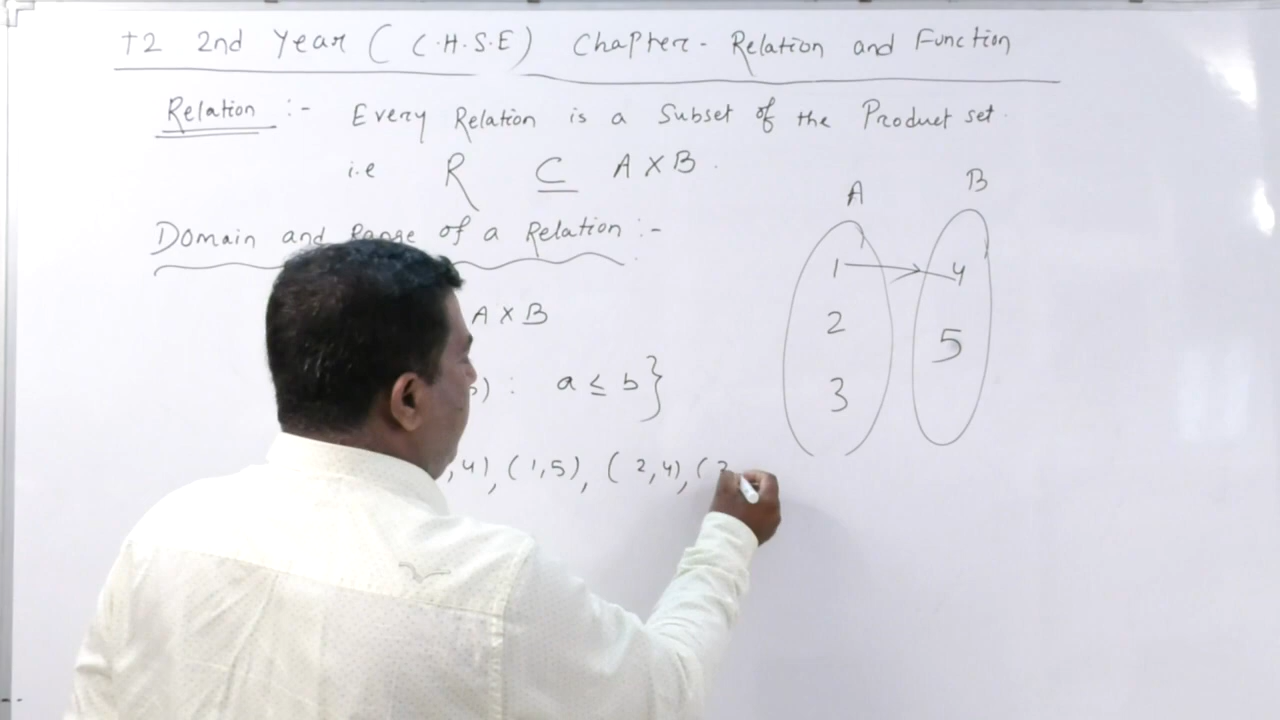 +2 2nd Year ( C.H.S.E) Chapter- Relation and Function
Relation :- Every Relation is a Subset of the Product set.
i.e R ⊆ A X B.
Domain and Range of a Relation :-
A X B
) : a ≤ b}
,4), (1,5), ( 2,4), (2
A B
1 4
2 5
3